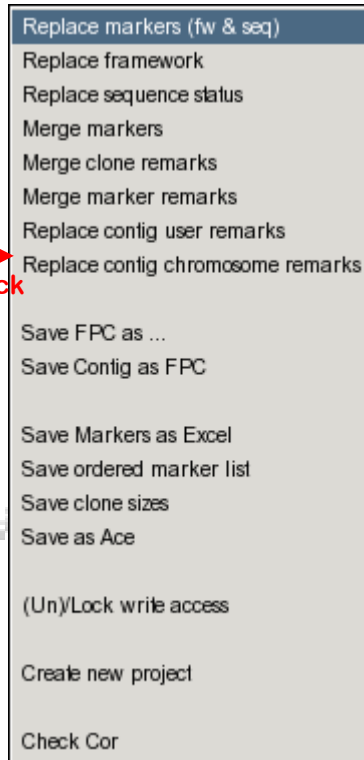 Replace markers (fw & seq)
Replace framework
Replace sequence status
Merge markers
Merge clone remarks
Merge marker remarks
Replace contig user remarks
Replace contig chromosome remarks
Save FPC as ...
Save Contig as FPC
Save Markers as Excel
Save ordered marker list
Save clone sizes
Save as Ace
(Un)/Lock write access
Create new project
Check Cor